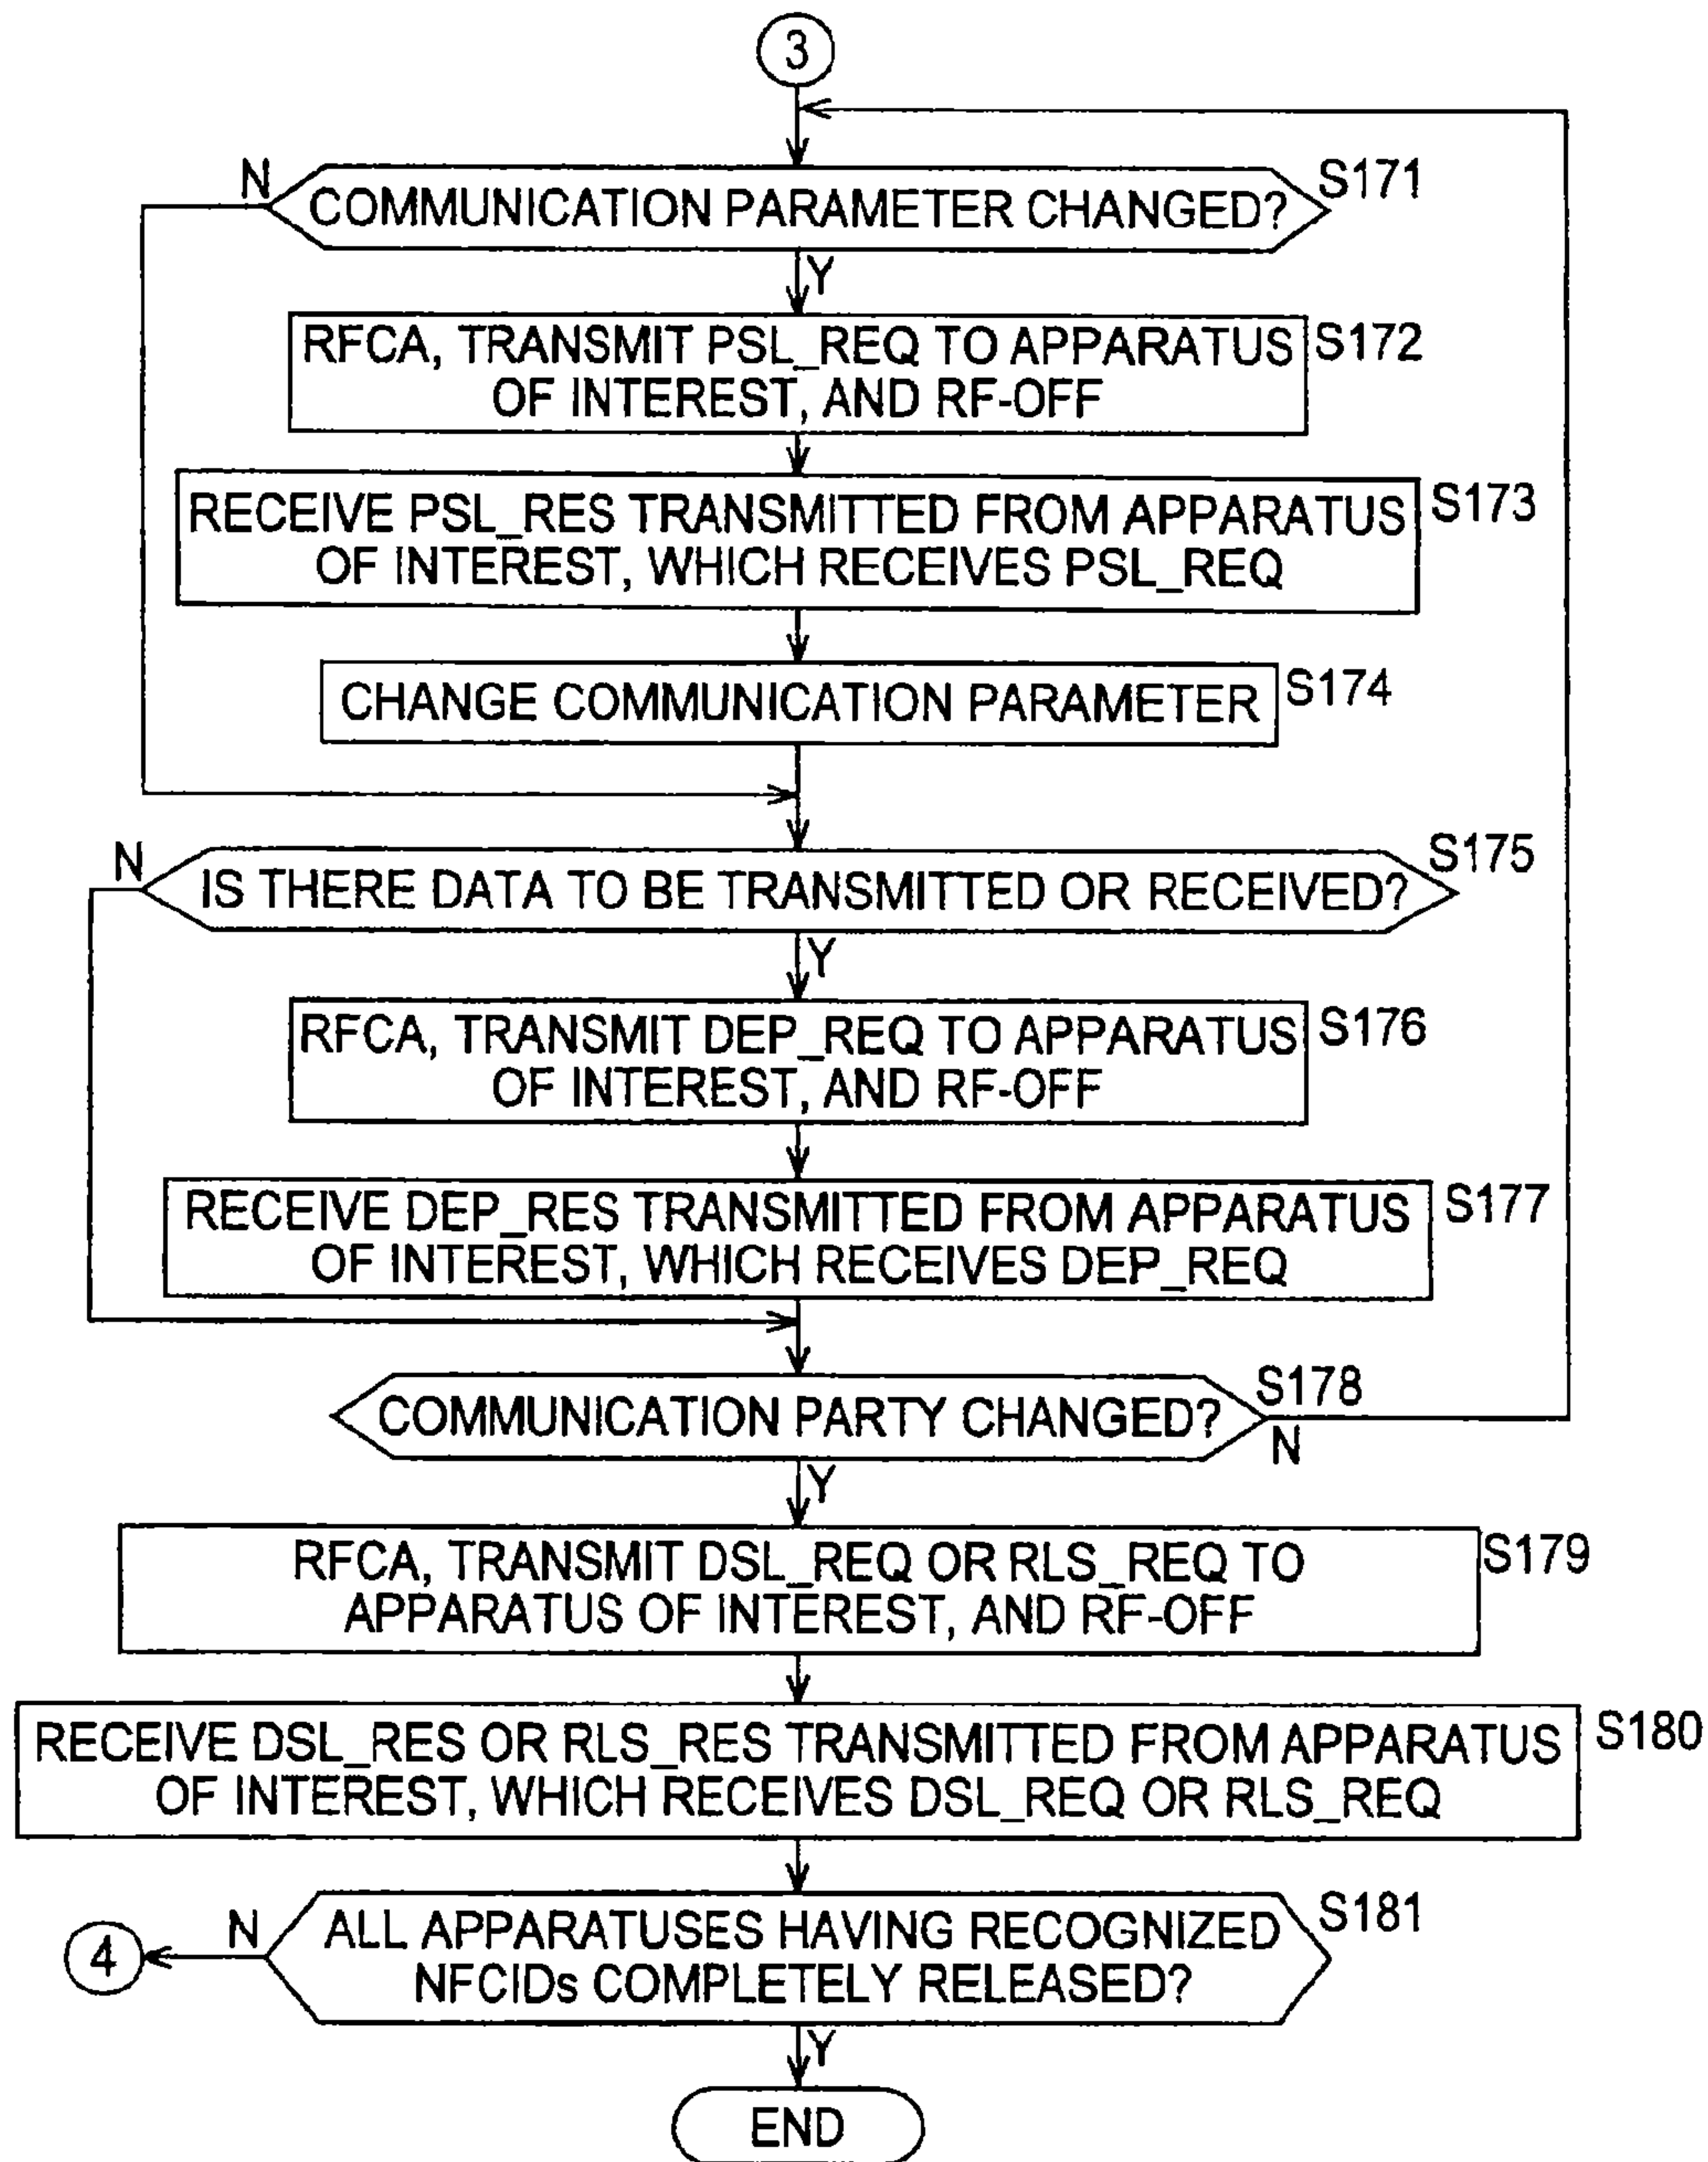 3
N
COMMUNICATION PARAMETER CHANGED?
S171
Y
RFCA, TRANSMIT PSL_REQ TO APPARATUS
OF INTEREST, AND RF-OFF
S172
RECEIVE PSL_RES TRANSMITTED FROM APPARATUS
OF INTEREST, WHICH RECEIVES PSL_REQ
S173
CHANGE COMMUNICATION PARAMETER
S174
N
IS THERE DATA TO BE TRANSMITTED OR RECEIVED?
S175
Y
RFCA, TRANSMIT DEP_REQ TO APPARATUS
OF INTEREST, AND RF-OFF
S176
RECEIVE DEP_RES TRANSMITTED FROM APPARATUS
OF INTEREST, WHICH RECEIVES DEP_REQ
S177
COMMUNICATION PARTY CHANGED?
S178
N
Y
RFCA, TRANSMIT DSL_REQ OR RLS_REQ TO
APPARATUS OF INTEREST, AND RF-OFF
S179
RECEIVE DSL_RES OR RLS_RES TRANSMITTED FROM APPARATUS
OF INTEREST, WHICH RECEIVES DSL_REQ OR RLS_REQ
S180
4
N
ALL APPARATUSES HAVING RECOGNIZED
NFCIDs COMPLETELY RELEASED?
S181
Y
END